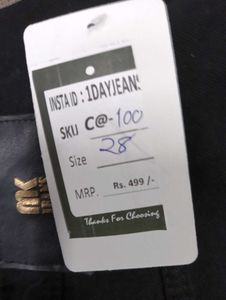 INSTA ID : 1DAYJEANS
SKU C@-100
Size 28
MRP. Rs. 499 /-
Thanks For Choosing